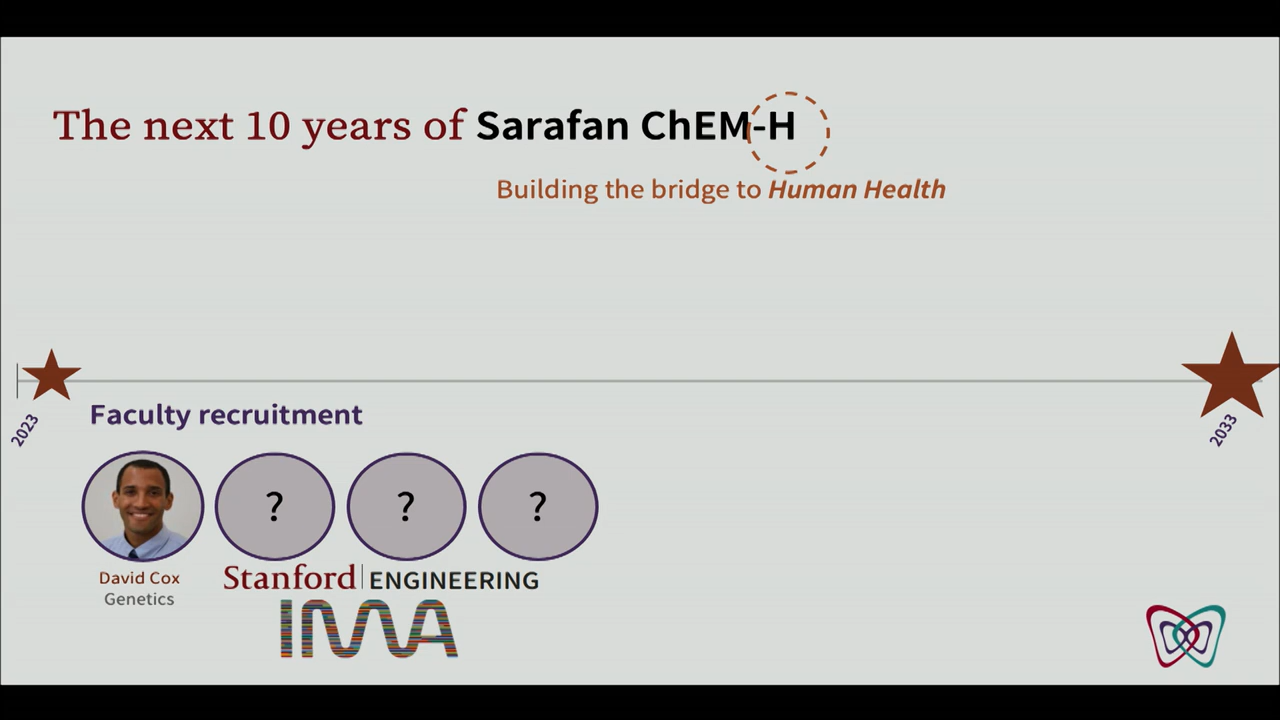 The next 10 years of Sarafan ChEM-H
Building the bridge to Human Health
2023
2033
Faculty recruitment
?
?
?
David Cox
Genetics
Stanford ENGINEERING
IMA